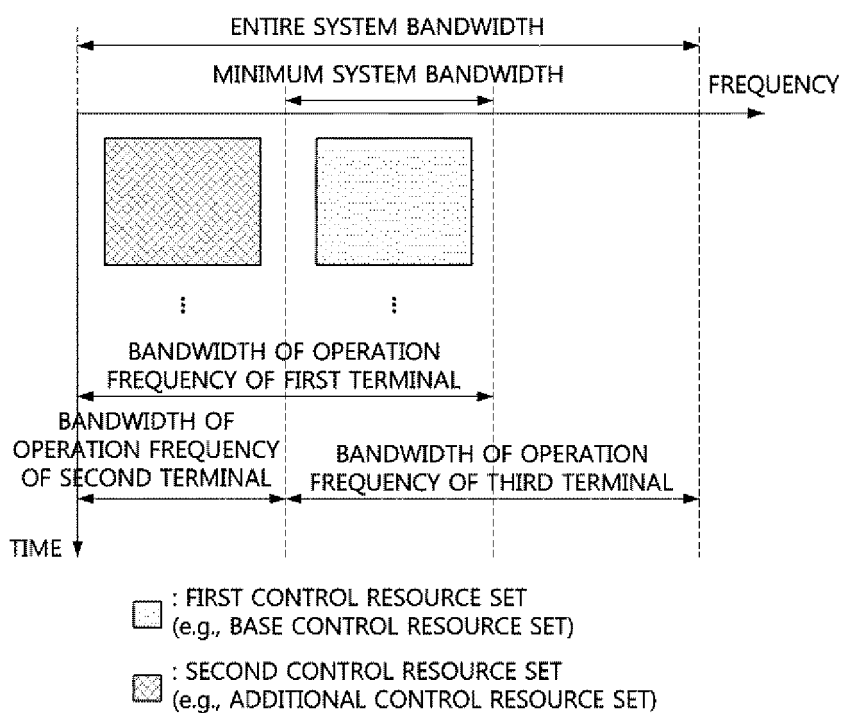 ENTIRE SYSTEM BANDWIDTH
MINIMUM SYSTEM BANDWIDTH
FREQUENCY
BANDWIDTH OF OPERATION
FREQUENCY OF FIRST TERMINAL
BANDWIDTH OF
OPERATION FREQUENCY
OF SECOND TERMINAL
BANDWIDTH OF OPERATION
FREQUENCY OF THIRD TERMINAL
TIME
: FIRST CONTROL RESOURCE SET
(e.g., BASE CONTROL RESOURCE SET)
: SECOND CONTROL RESOURCE SET
(e.g., ADDITIONAL CONTROL RESOURCE SET)